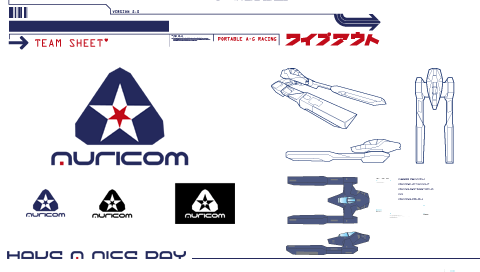 VERSION 2.0
TEAM SHEET
PORTABLE A-G RACING
ワイプアウト
AURICOM
AURICOM
AURICOM
AURICOM
HAVE A NICE DAY